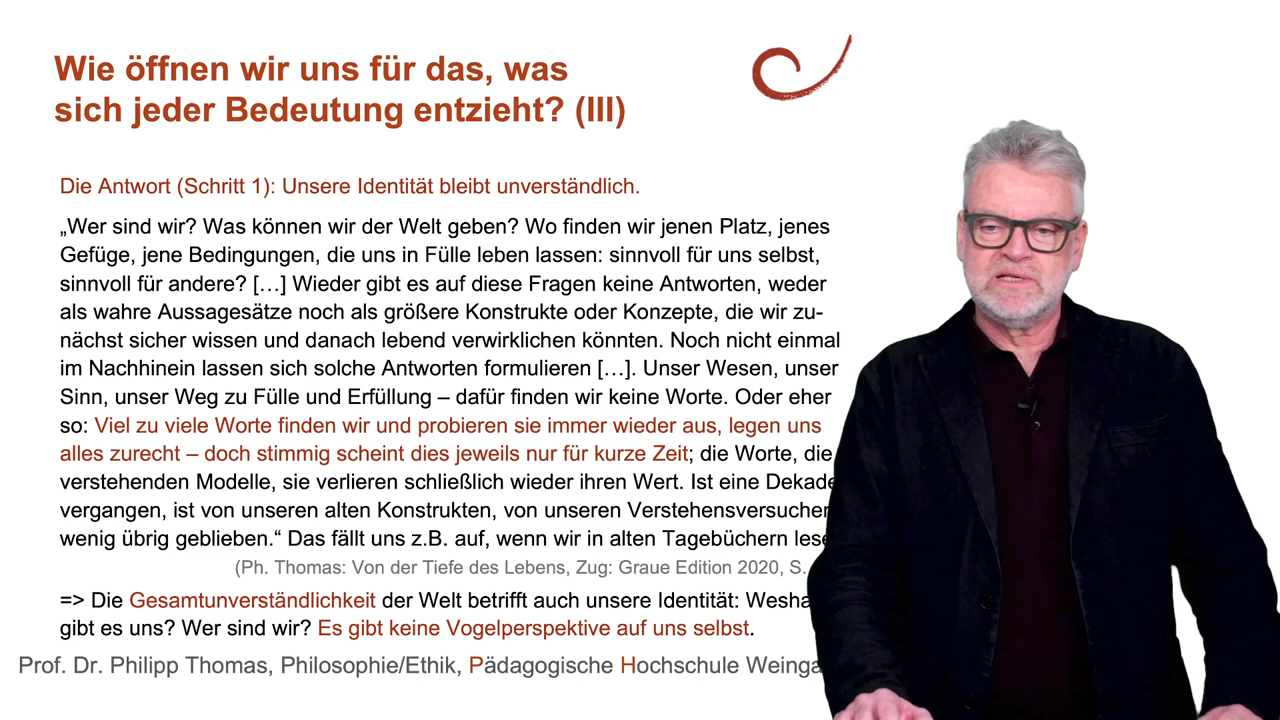 Wie öffnen wir uns für das, was
sich jeder Bedeutung entzieht? (III)
Die Antwort (Schritt 1): Unsere Identität bleibt unverständlich.
„Wer sind wir? Was können wir der Welt geben? Wo finden wir jenen Platz, jenes
Gefüge, jene Bedingungen, die uns in Fülle leben lassen: sinnvoll für uns selbst,
sinnvoll für andere? […] Wieder gibt es auf diese Fragen keine Antworten, weder
als wahre Aussagesätze noch als größere Konstrukte oder Konzepte, die wir zu-
nächst sicher wissen und danach lebend verwirklichen könnten. Noch nicht einmal
im Nachhinein lassen sich solche Antworten formulieren […]. Unser Wesen, unser
Sinn, unser Weg zu Fülle und Erfüllung – dafür finden wir keine Worte. Oder eher
so: Viel zu viele Worte finden wir und probieren sie immer wieder aus, legen uns
alles zurecht – doch stimmig scheint dies jeweils nur für kurze Zeit; die Worte, die
verstehenden Modelle, sie verlieren schließlich wieder ihren Wert. Ist eine Dekade
vergangen, ist von unseren alten Konstrukten, von unseren
wenig übrig geblieben.“ Das fällt uns z.B. auf, wenn wir in alten Tagebüchern
(Ph. Thomas: Von der Tiefe des Lebens, Zug: Graue Edition 2020, S.
=> Die Gesamtunverständlichkeit der Welt betrifft auch unsere Identität:
gibt es uns? Wer sind wir? Es gibt keine Vogelperspektive auf uns selbst.
Prof. Dr. Philipp Thomas, Philosophie/Ethik, Pädagogische Hochschule